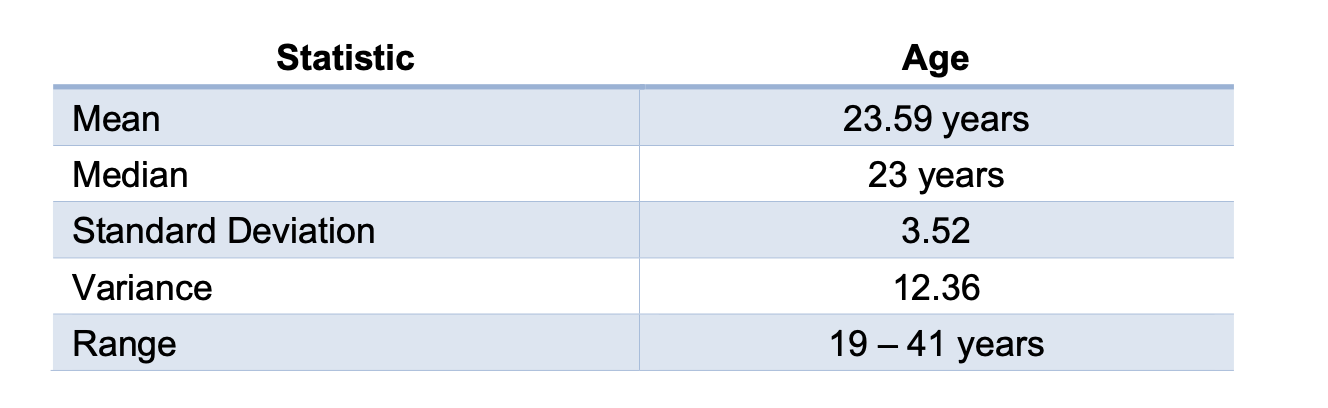 Statistic Age
Mean 23.59 years
Median 23 years
Standard Deviation 3.52
Variance 12.36
Range 19 – 41 years